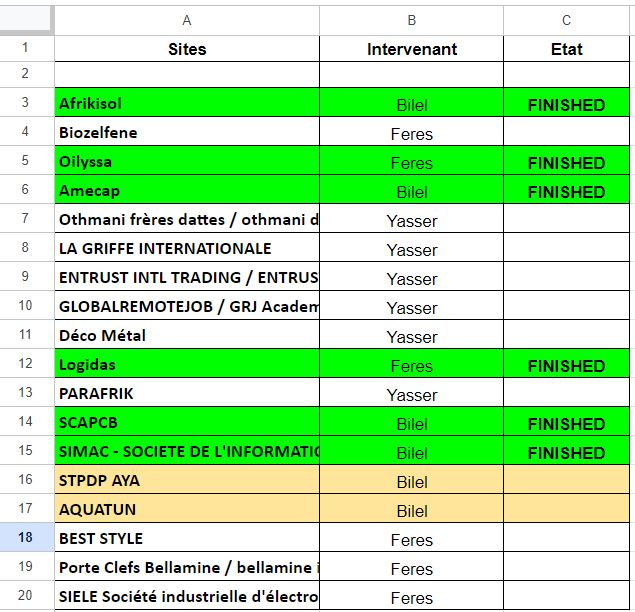 A B C
1 Sites Intervenant Etat
2
3 Afrikisol Bilel FINISHED
4 Biozelfene Feres
5 Oilyssa Feres FINISHED
6 Amecap Bilel FINISHED
7 Othmani frères dattes / othmani d Yasser
8 LA GRIFFE INTERNATIONALE Yasser
9 ENTRUST INTL TRADING / ENTRUS Yasser
10 GLOBALREMOTEJOB / GRJ Academ Yasser
11 Déco Métal Yasser
12 Logidas Feres FINISHED
13 PARAFRIK Yasser
14 SCAPCB Bilel FINISHED
15 SIMAC - SOCIETE DE L'INFORMATIC Bilel FINISHED
16 STPDP AYA Bilel
17 AQUATUN Bilel
18 BEST STYLE Feres
19 Porte Clefs Bellamine / bellamine i Feres
20 SIELE Société industrielle d'électro Feres